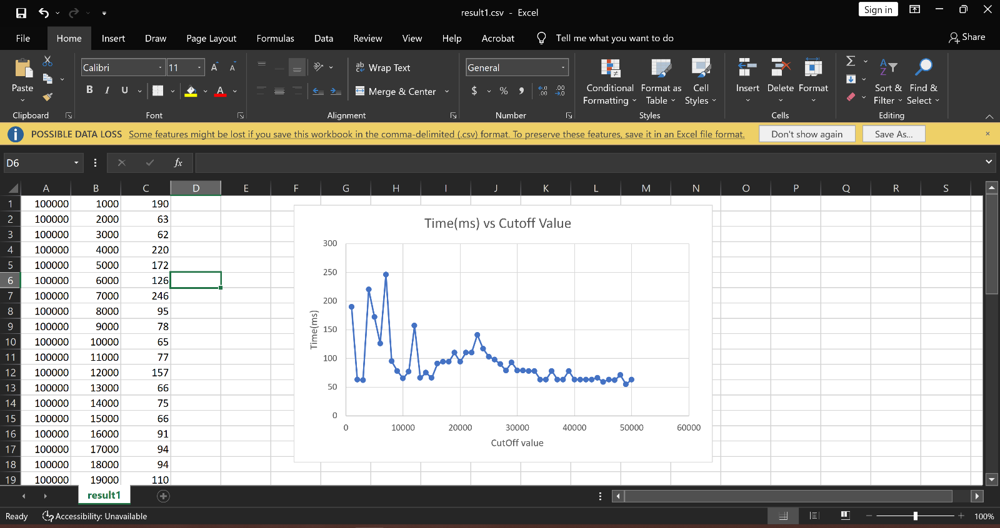 result1.csv - Excel
Sign in
File Home Insert Draw Page Layout Formulas Data Review View Help Acrobat Tell me what you want to do Share
Paste
Calibri 11
B I U
Wrap Text
Merge & Center
General
$ % ,
Conditional Formatting
Format as Table
Cell Styles
Insert Delete Format
Sort & Filter
Find & Select
Clipboard Font Alignment Number Styles Cells Editing
POSSIBLE DATA LOSS Some features might be lost if you save this workbook in the comma-delimited (.csv) format. To preserve these features, save it in an Excel file format. Don't show again Save As...
D6 fx
A B C D E F G H I J K L M N O P Q R S
1 100000 1000 190
2 100000 2000 63
3 100000 3000 62
4 100000 4000 220
5 100000 5000 172
6 100000 6000 126
7 100000 7000 246
8 100000 8000 95
9 100000 9000 78
10 100000 10000 65
11 100000 11000 77
12 100000 12000 157
13 100000 13000 66
14 100000 14000 75
15 100000 15000 66
16 100000 16000 91
17 100000 17000 94
18 100000 18000 94
19 100000 19000 110
Time(ms) vs Cutoff Value
300
250
200
150
100
50
0
Time(ms)
0 10000 20000 30000 40000 50000 60000
CutOff value
result1
Ready Accessibility: Unavailable 100%